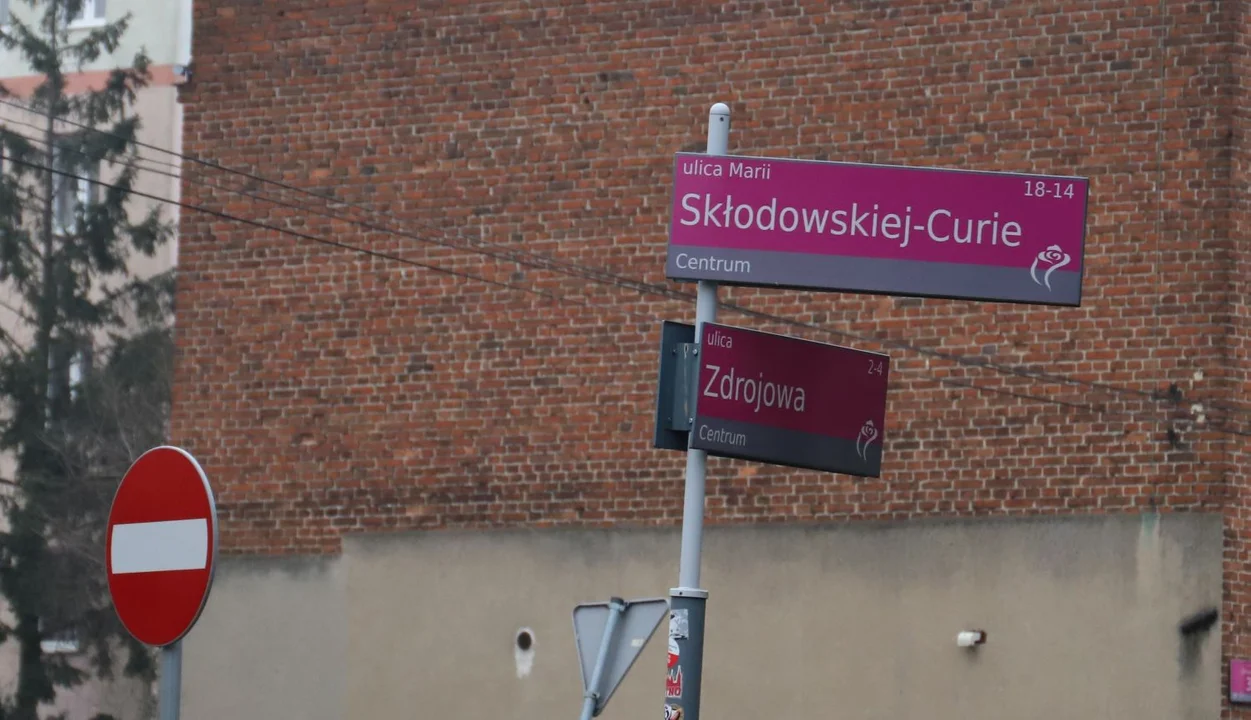 ulica Marii
18-14
Skłodowskiej-Curie
Centrum
ulica
2-4
Zdrojowa
Centrum